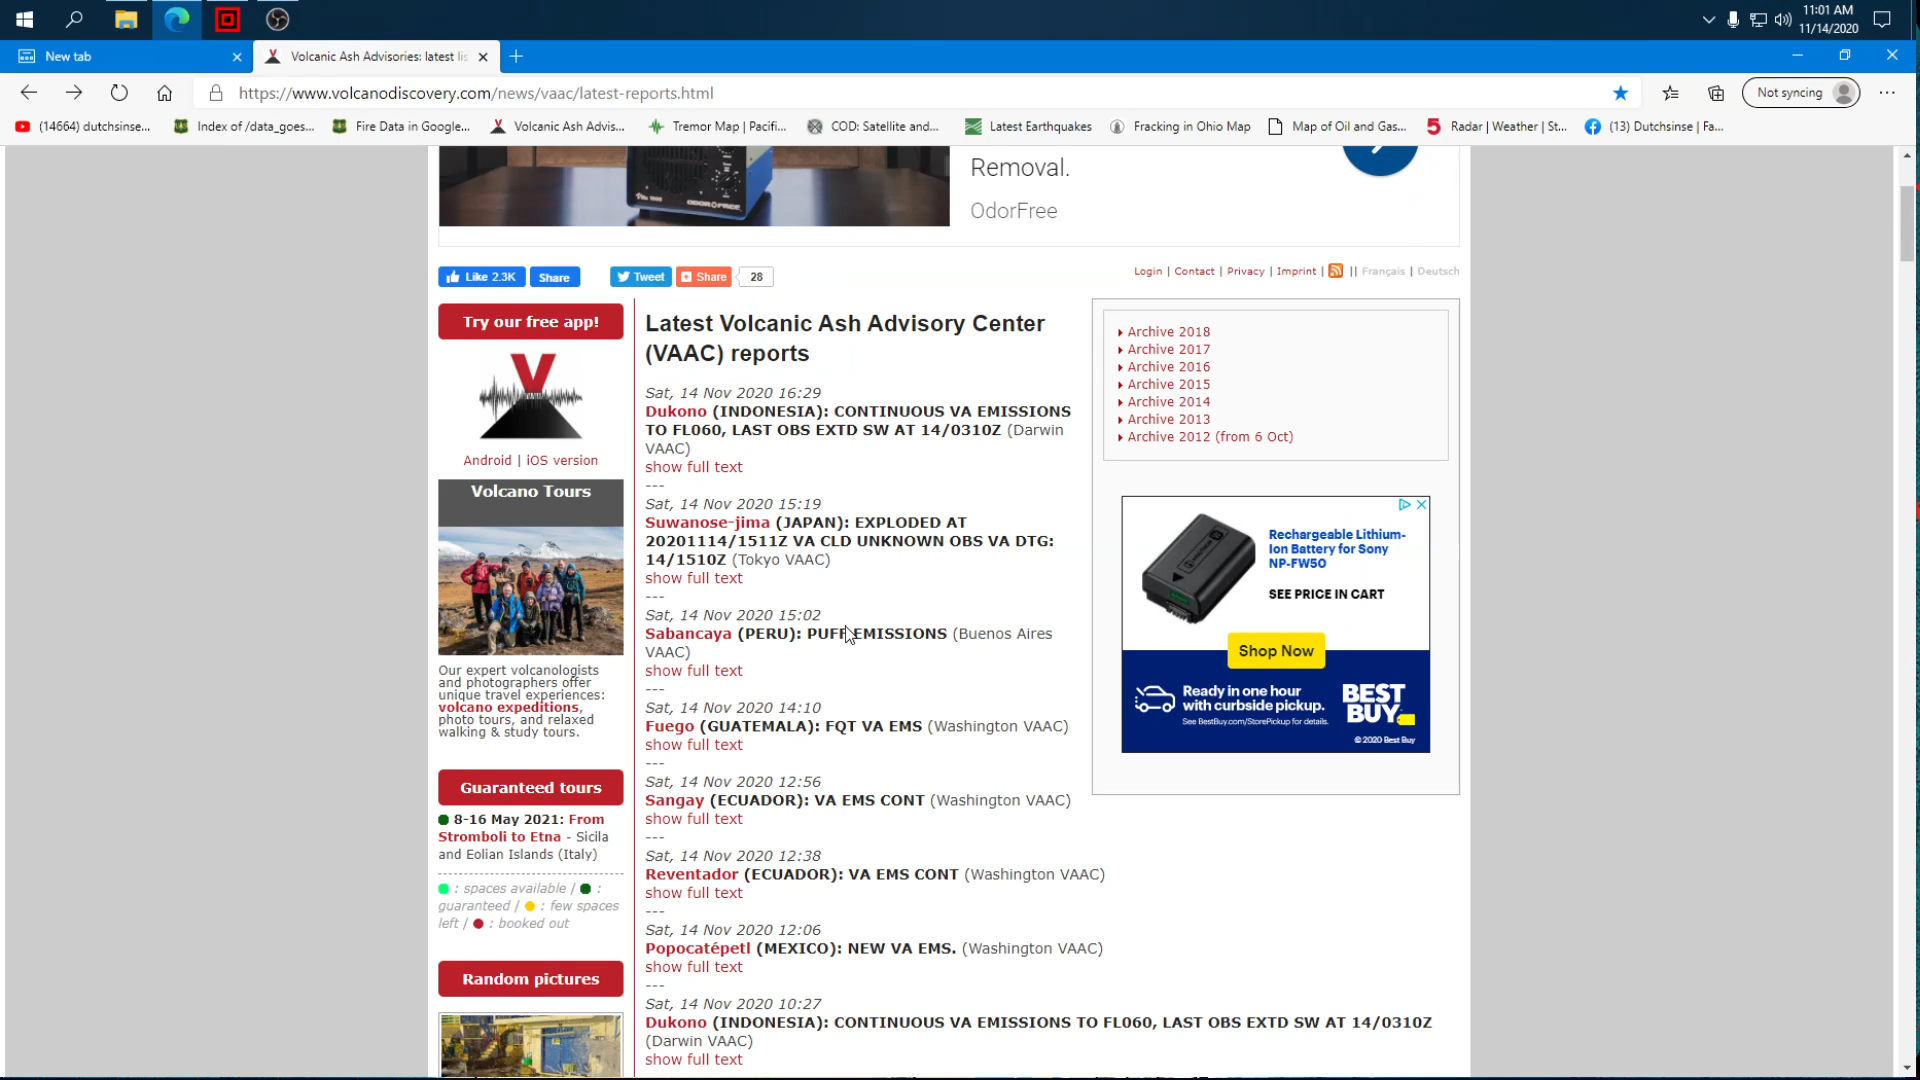 11:01 AM
11/14/2020
New tab
Volcanic Ash Advisories: latest lis
https://www.volcanodiscovery.com/news/vaac/latest-reports.html
Not syncing
(14664) dutchsinse...
Index of /data_goes...
Fire Data in Google...
Volcanic Ash Advis...
Tremor Map | Pacifi...
COD: Satellite and...
Latest Earthquakes
Fracking in Ohio Map
Map of Oil and Gas...
Radar | Weather | St...
(13) Dutchsinse | Fa...
Removal.
OdorFree
Like 2.3K
Share
Tweet
Share
28
Login | Contact | Privacy | Imprint | || Français | Deutsch
Try our free app!
Android | iOS version
Volcano Tours
Our expert volcanologists
and photographers offer
unique travel experiences:
volcano expeditions,
photo tours, and relaxed
walking & study tours.
Guaranteed tours
8-16 May 2021: From
Stromboli to Etna - Sicila
and Eolian Islands (Italy)
: spaces available / :
guaranteed / : few spaces
left / : booked out
Random pictures
Latest Volcanic Ash Advisory Center
(VAAC) reports
Sat, 14 Nov 2020 16:29
Dukono (INDONESIA): CONTINUOUS VA EMISSIONS
TO FL060, LAST OBS EXTD SW AT 14/0310Z (Darwin
VAAC)
show full text
---
Sat, 14 Nov 2020 15:19
Suwanose-jima (JAPAN): EXPLODED AT
20201114/1511Z VA CLD UNKNOWN OBS VA DTG:
14/1510Z (Tokyo VAAC)
show full text
---
Sat, 14 Nov 2020 15:02
Sabancaya (PERU): PUFF EMISSIONS (Buenos Aires
VAAC)
show full text
---
Sat, 14 Nov 2020 14:10
Fuego (GUATEMALA): FQT VA EMS (Washington VAAC)
show full text
---
Sat, 14 Nov 2020 12:56
Sangay (ECUADOR): VA EMS CONT (Washington VAAC)
show full text
---
Sat, 14 Nov 2020 12:38
Reventador (ECUADOR): VA EMS CONT (Washington VAAC)
show full text
---
Sat, 14 Nov 2020 12:06
Popocatépetl (MEXICO): NEW VA EMS. (Washington VAAC)
show full text
---
Sat, 14 Nov 2020 10:27
Dukono (INDONESIA): CONTINUOUS VA EMISSIONS TO FL060, LAST OBS EXTD SW AT 14/0310Z
(Darwin VAAC)
show full text
Archive 2018
Archive 2017
Archive 2016
Archive 2015
Archive 2014
Archive 2013
Archive 2012 (from 6 Oct)
Rechargeable Lithium-
Ion Battery for Sony
NP-FW50
SEE PRICE IN CART
Shop Now
Ready in one hour
with curbside pickup.
See BestBuy.com/StorePickup for details.
BEST
BUY
© 2020 Best Buy